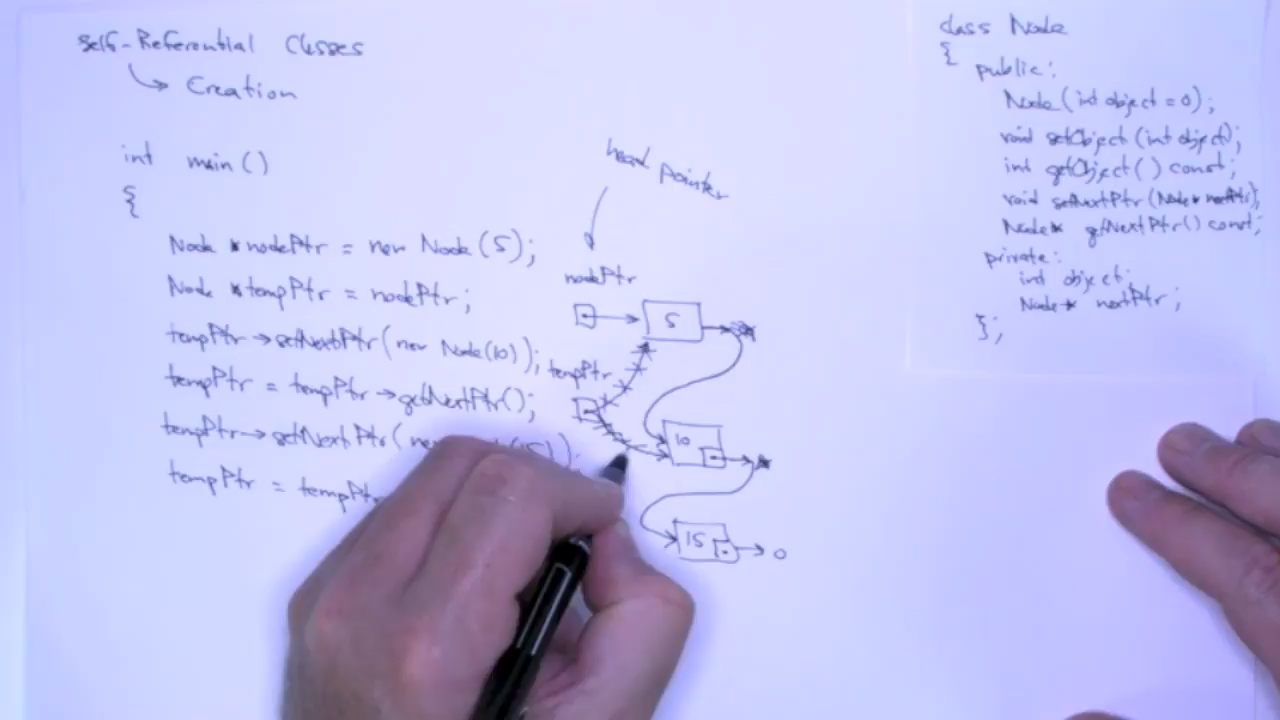 Self-Referential Classes
Creation
int main()
{
Node *nodePtr = new Node(5);
Node *tempPtr = nodePtr;
tempPtr→setNextPtr(new Node(10));
tempPtr = tempPtr→getNextPtr();
tempPtr→setNextPtr(new (15));
tempPtr = tempPtr
head pointer
nodePtr
5
tempPtr
10
15
0
class Node
{
public:
Node(int object = 0);
void setObject(int object);
int getObject() const;
void setNextPtr(Node* nextPtr);
Node* getNextPtr() const;
private:
int object;
Node* nextPtr;
};